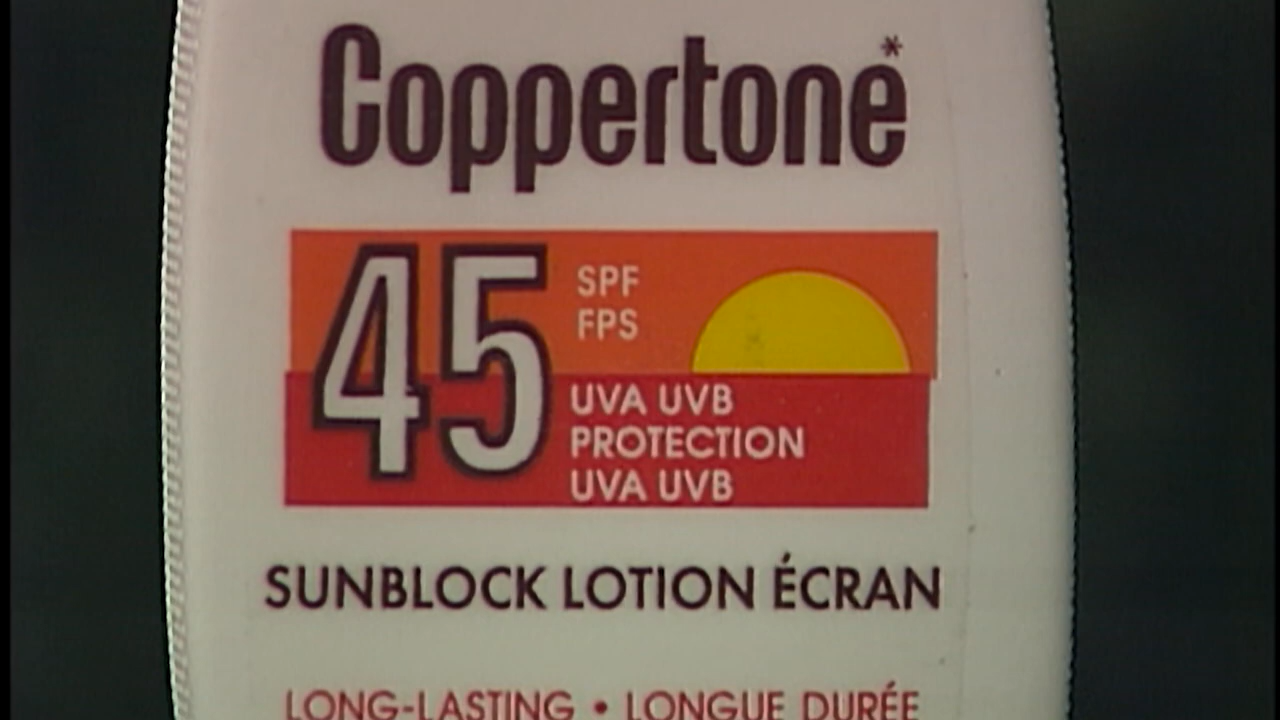 Coppertone*
45 SPF
FPS
UVA UVB
PROTECTION
UVA UVB
SUNBLOCK LOTION ÉCRAN
LONG-LASTING • LONGUE DURÉE